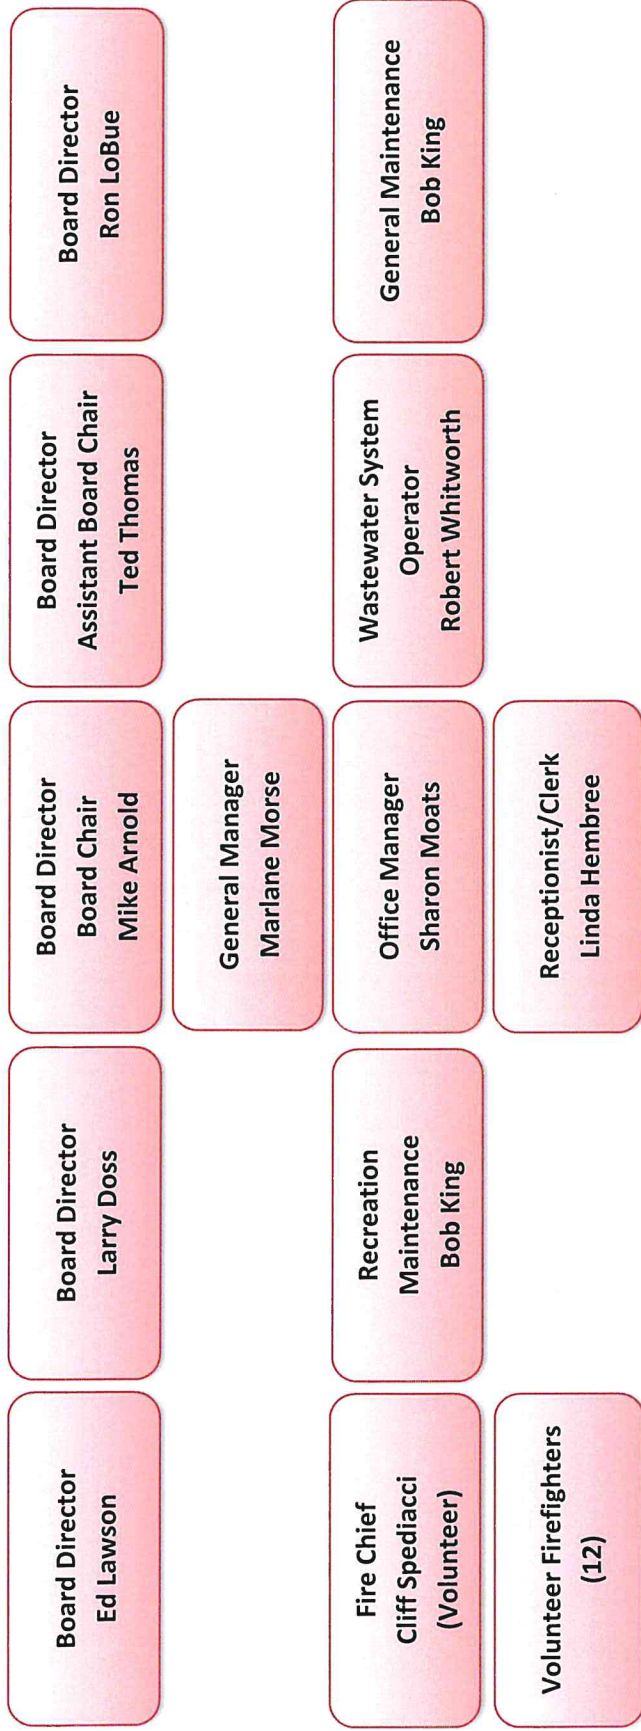 Board Director
Ed Lawson
Board Director
Larry Doss
Board Director
Board Chair
Mike Arnold
Board Director
Assistant Board Chair
Ted Thomas
Board Director
Ron LoBue
General Manager
Marlane Morse
Fire Chief
Cliff Spediacci
(Volunteer)
Recreation
Maintenance
Bob King
Office Manager
Sharon Moats
Wastewater System
Operator
Robert Whitworth
General Maintenance
Bob King
Volunteer Firefighters
(12)
Receptionist/Clerk
Linda Hembree